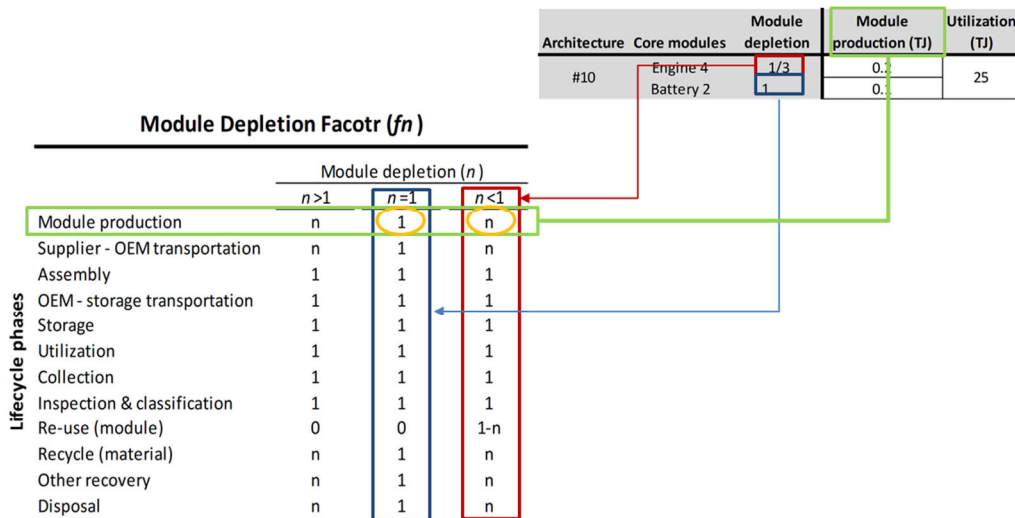 Module Module Utilization
Architecture Core modules depletion production (TJ) (TJ)
#10 Engine 4 1/3 25
Battery 2 1
Module Depletion Facotr (fn)
Module depletion (n)
n>1 n=1 n<1
Module production n 1 n
Supplier - OEM transportation n 1 n
Assembly 1 1 1
OEM - storage transportation 1 1 1
Storage 1 1 1
Utilization 1 1 1
Collection 1 1 1
Inspection & classification 1 1 1
Re-use (module) 0 0 1-n
Recycle (material) n 1 n
Other recovery n 1 n
Disposal n 1 n
Lifecycle phases